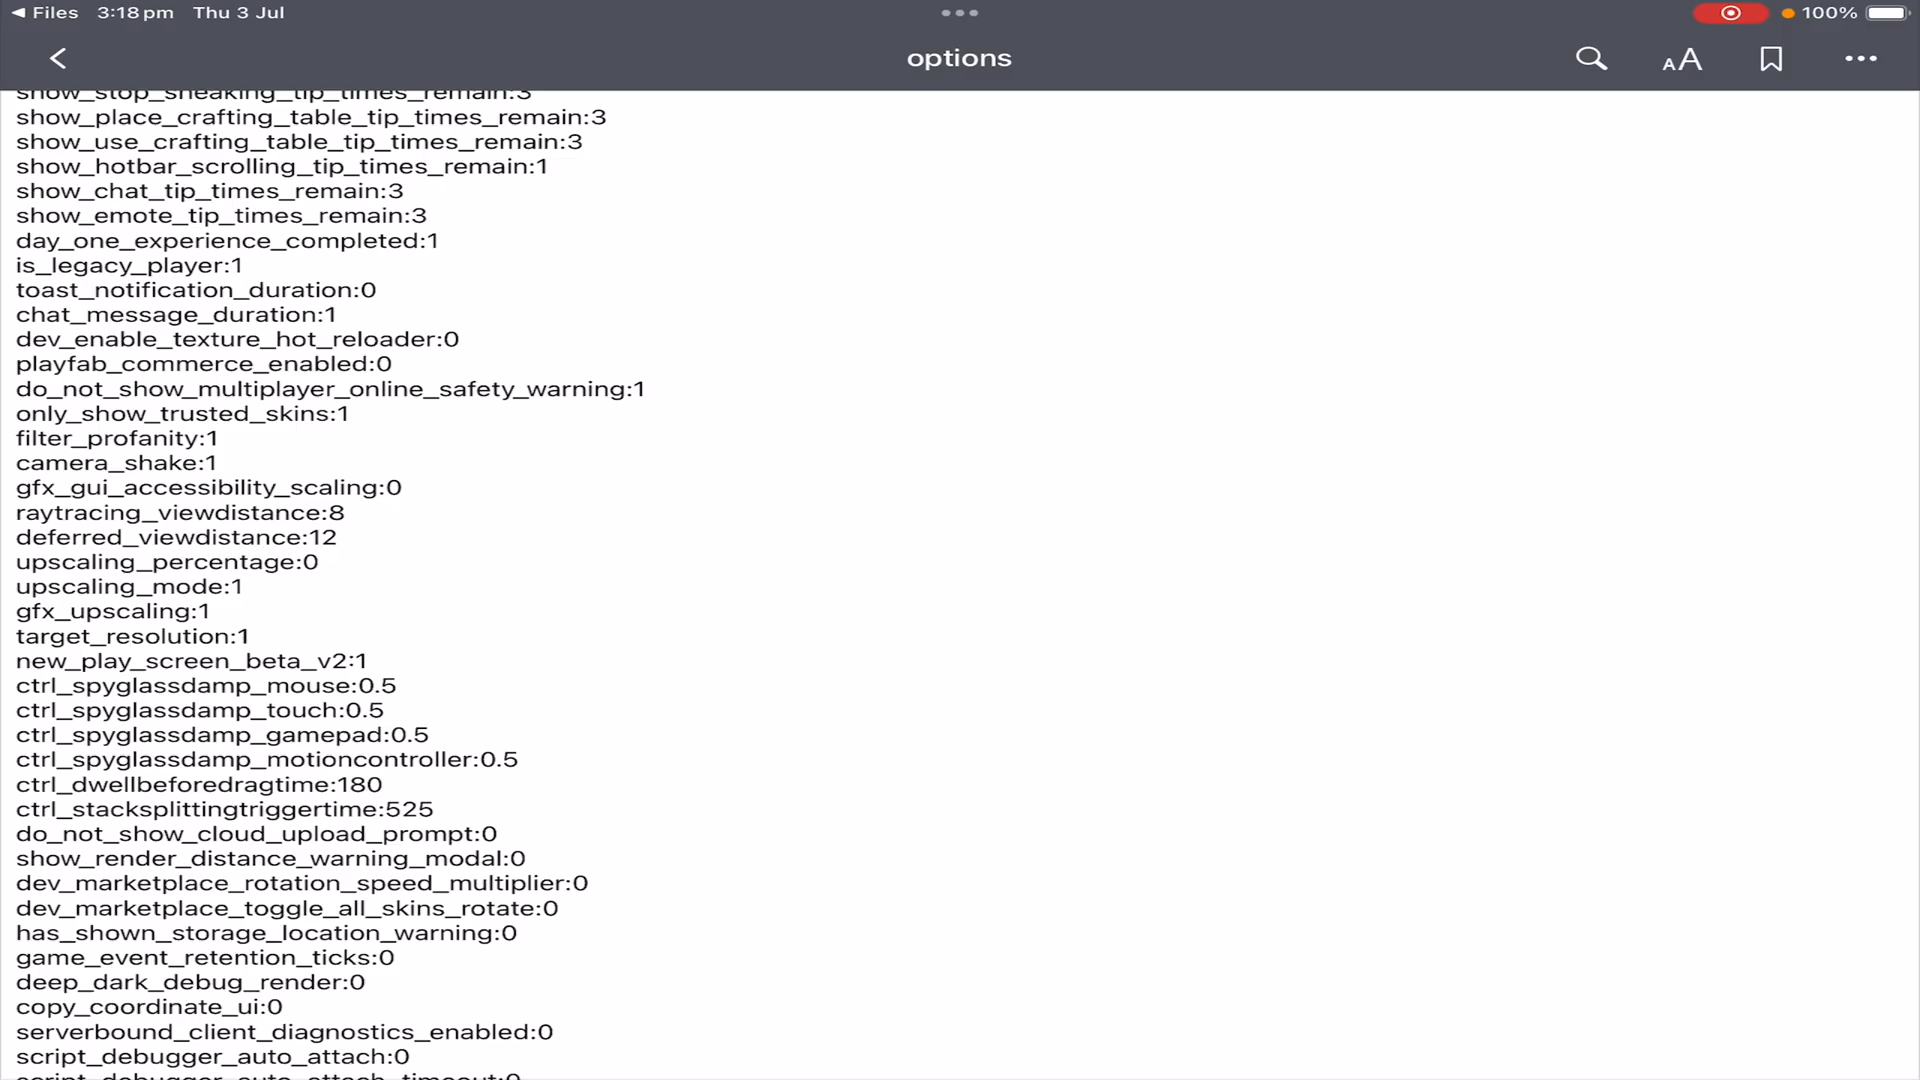 Files 3:18 pm Thu 3 Jul
100%
options
show_stop_sneaking_tip_times_remain:3
show_place_crafting_table_tip_times_remain:3
show_use_crafting_table_tip_times_remain:3
show_hotbar_scrolling_tip_times_remain:1
show_chat_tip_times_remain:3
show_emote_tip_times_remain:3
day_one_experience_completed:1
is_legacy_player:1
toast_notification_duration:0
chat_message_duration:1
dev_enable_texture_hot_reloader:0
playfab_commerce_enabled:0
do_not_show_multiplayer_online_safety_warning:1
only_show_trusted_skins:1
filter_profanity:1
camera_shake:1
gfx_gui_accessibility_scaling:0
raytracing_viewdistance:8
deferred_viewdistance:12
upscaling_percentage:0
upscaling_mode:1
gfx_upscaling:1
target_resolution:1
new_play_screen_beta_v2:1
ctrl_spyglassdamp_mouse:0.5
ctrl_spyglassdamp_touch:0.5
ctrl_spyglassdamp_gamepad:0.5
ctrl_spyglassdamp_motioncontroller:0.5
ctrl_dwellbeforedragtime:180
ctrl_stacksplittingtriggertime:525
do_not_show_cloud_upload_prompt:0
show_render_distance_warning_modal:0
dev_marketplace_rotation_speed_multiplier:0
dev_marketplace_toggle_all_skins_rotate:0
has_shown_storage_location_warning:0
game_event_retention_ticks:0
deep_dark_debug_render:0
copy_coordinate_ui:0
serverbound_client_diagnostics_enabled:0
script_debugger_auto_attach:0
script_debugger_auto_attach_timeout:0